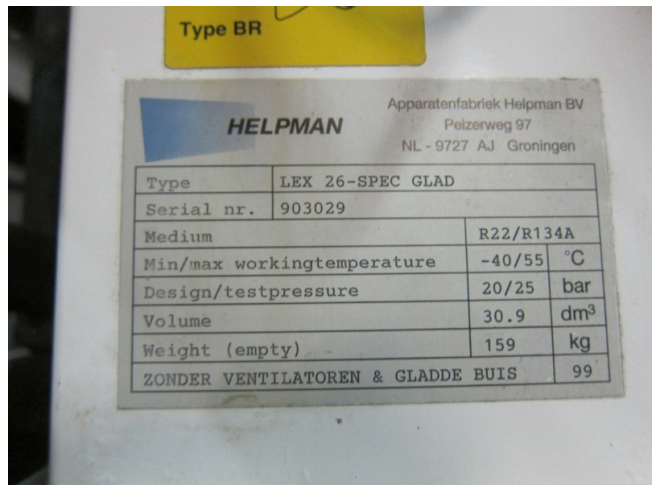 Type BR
HELPMAN
Apparatenfabriek Helpman BV
Peizerweg 97
NL - 9727 AJ Groningen
Type LEX 26-SPEC GLAD
Serial nr. 903029
Medium R22/R134A
Min/max workingtemperature -40/55 °C
Design/testpressure 20/25 bar
Volume 30.9 dm³
Weight (empty) 159 kg
ZONDER VENTILATOREN & GLADDE BUIS 99